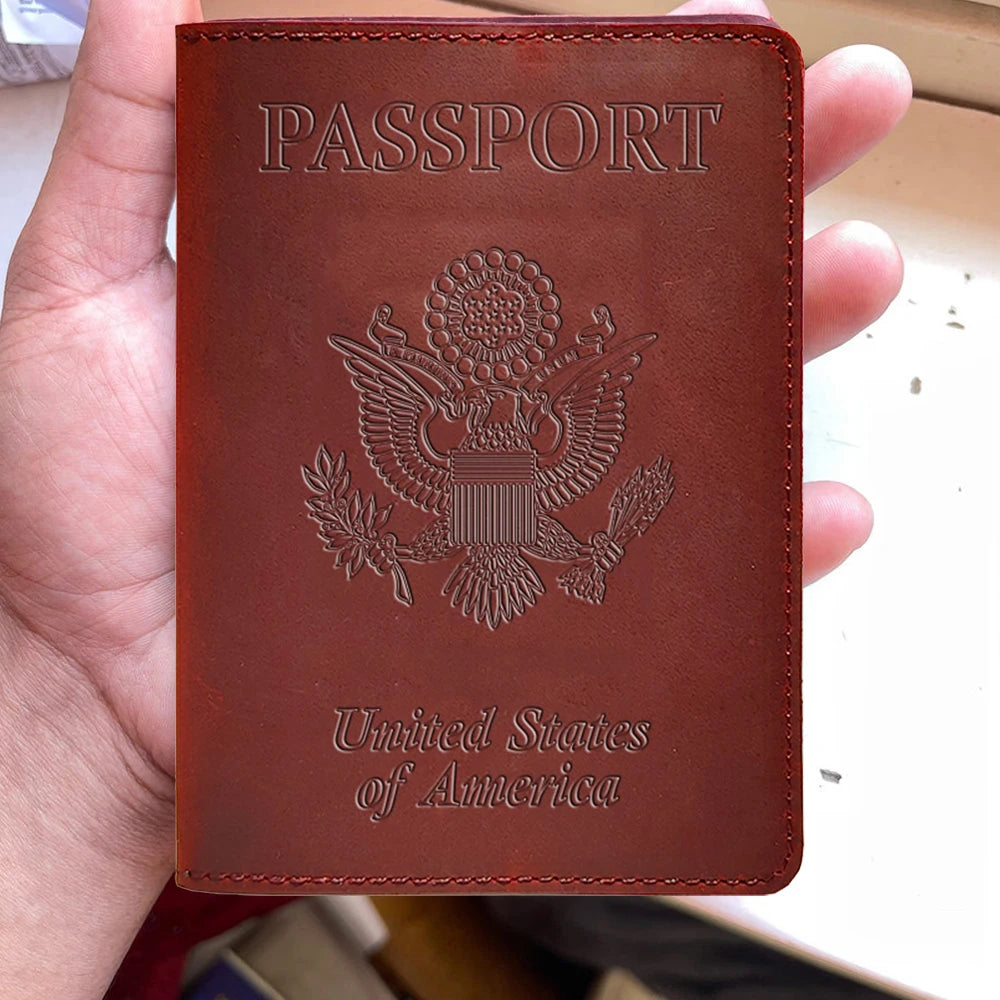 PASSPORT
United States
of America